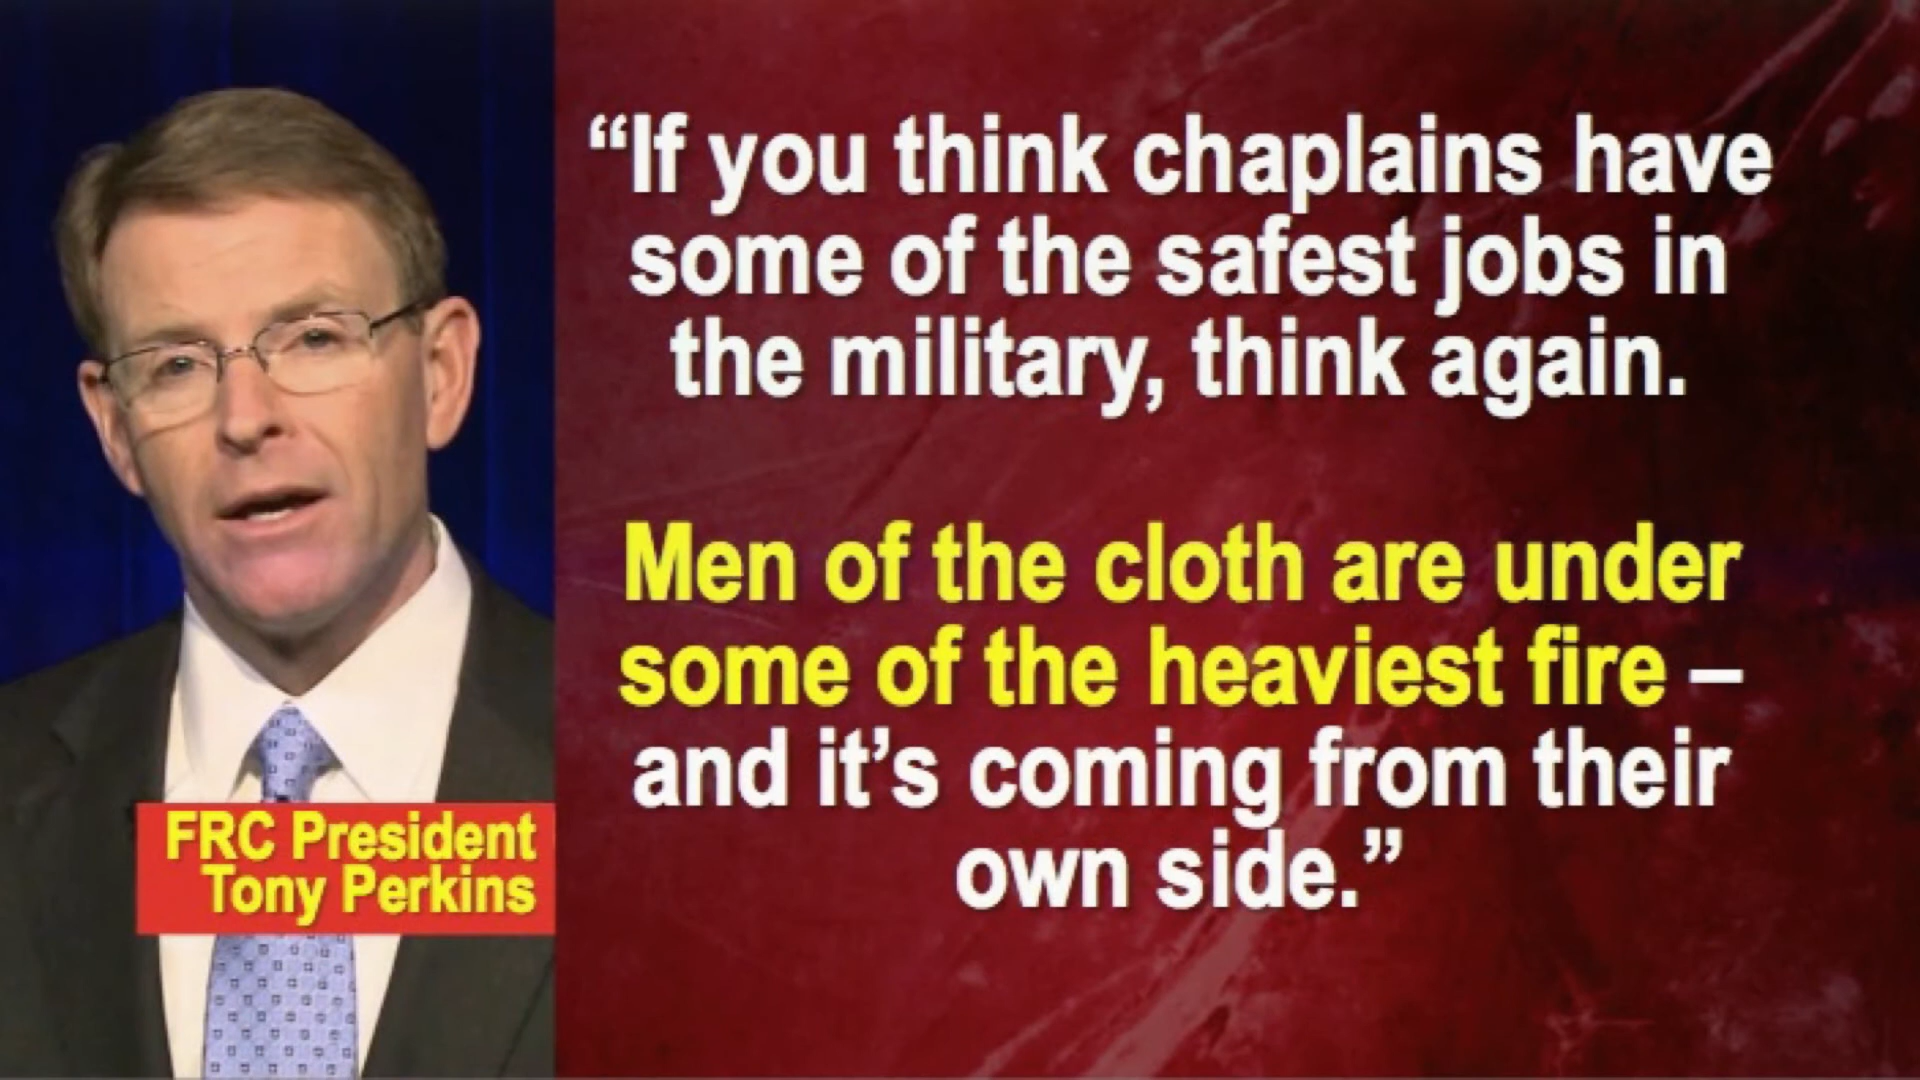 “If you think chaplains have
some of the safest jobs in
the military, think again.
Men of the cloth are under
some of the heaviest fire –
and it’s coming from their
own side.”
FRC President
Tony Perkins